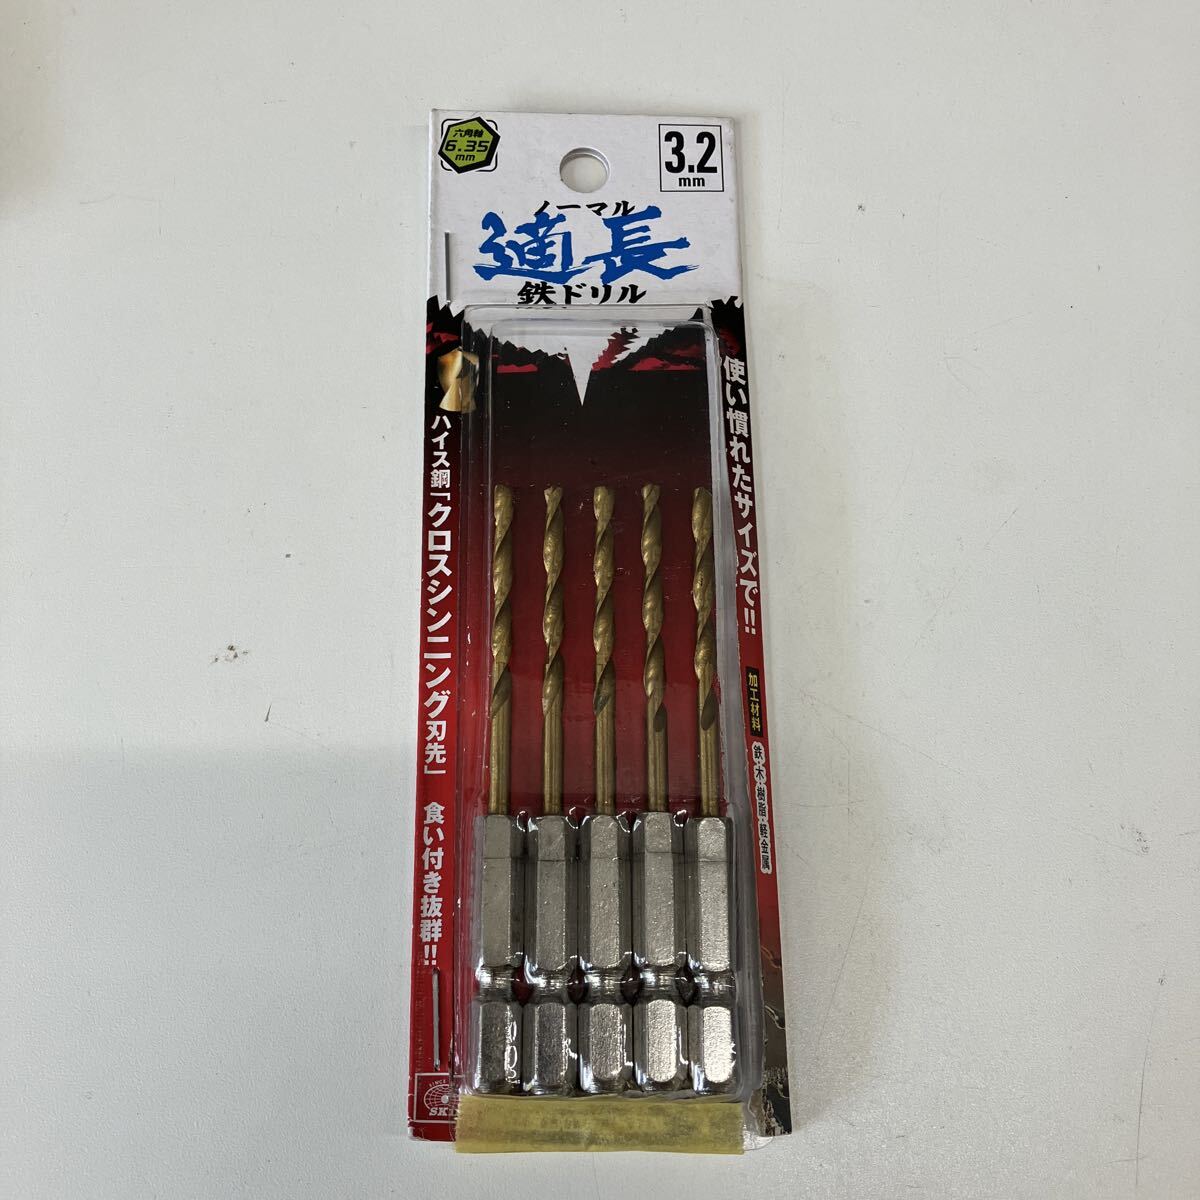 六角軸
6.35
mm
3.2
mm
ノーマル
適長
鉄ドリル
ハイス鋼「クロスシンニング刃先」 食い付き抜群!!
使い慣れたサイズで!!
加工材料
鉄・木・樹脂・軽金属
SINCE